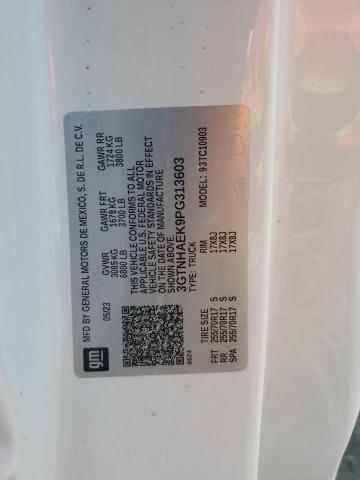 MFD BY GENERAL MOTORS DE MEXICO, S. DE R.L. DE C.V.
05/23 GVWR GAWR FRT GAWR RR
3085 KG 1678 KG 1724 KG
6800 LB 3700 LB 3800 LB
THIS VEHICLE CONFORMS TO ALL
APPLICABLE U.S. FEDERAL MOTOR
VEHICLE SAFETY STANDARDS IN EFFECT
ON THE DATE OF MANUFACTURE
SHOWN ABOVE.
3GTNHAEK9PG313603
TYPE: TRUCK MODEL: 93TC10903
gm
8624
TIRE SIZE RIM
FRT 255/70R17 S 17X8J
RR 255/70R17 S 17X8J
SPA 255/70R17 S 17X8J